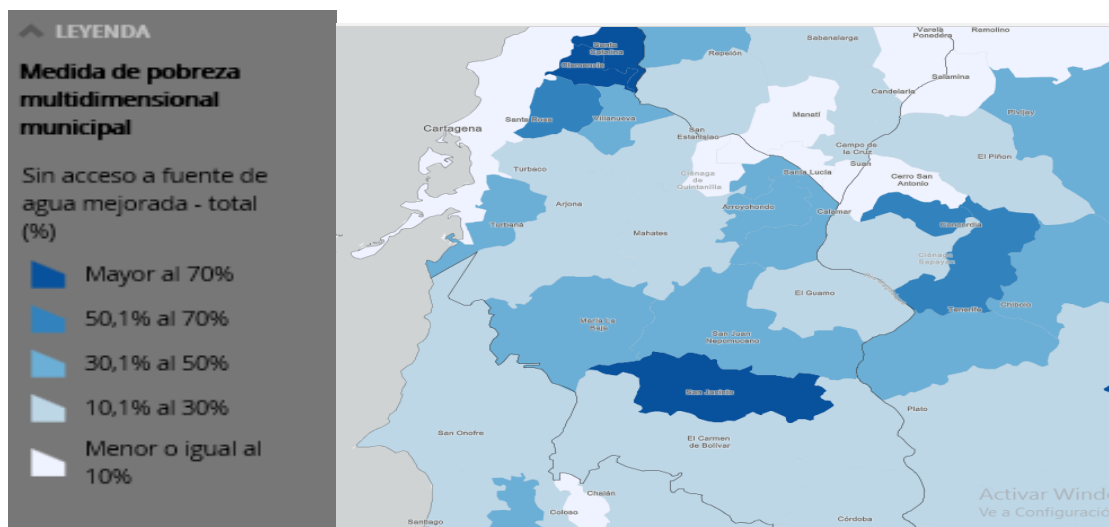 LEYENDA
Medida de pobreza
multidimensional
municipal
Sin acceso a fuente de
agua mejorada - total
(%)
Mayor al 70%
50,1% al 70%
30,1% al 50%
10,1% al 30%
Menor o igual al
10%
Santa
Catalina
Clemencia
Repelón
Sabanalarga
Varela
Ponedera
Remolino
Salamina
Candelaria
Pivijay
Cartagena
Santa Rosa
Villanueva
San
Estanislao
Manatí
Campo de
la Cruz
Suan
El Piñon
Turbaco
Ciénaga
de
Quintanilla
Santa Lucía
Cerro San
Antonio
Arjona
Arroyohondo
Calamar
Turbaná
Mahates
Concordia
Ciénaga
Zapayán
El Guamo
Tenerife
Chibolo
María La
Baja
San Juan
Nepomuceno
San Jacinto
Plato
San Onofre
El Carmen
de Bolívar
Chalán
Coloso
Santiago
Córdoba
Activar Wind
Ve a Configuració